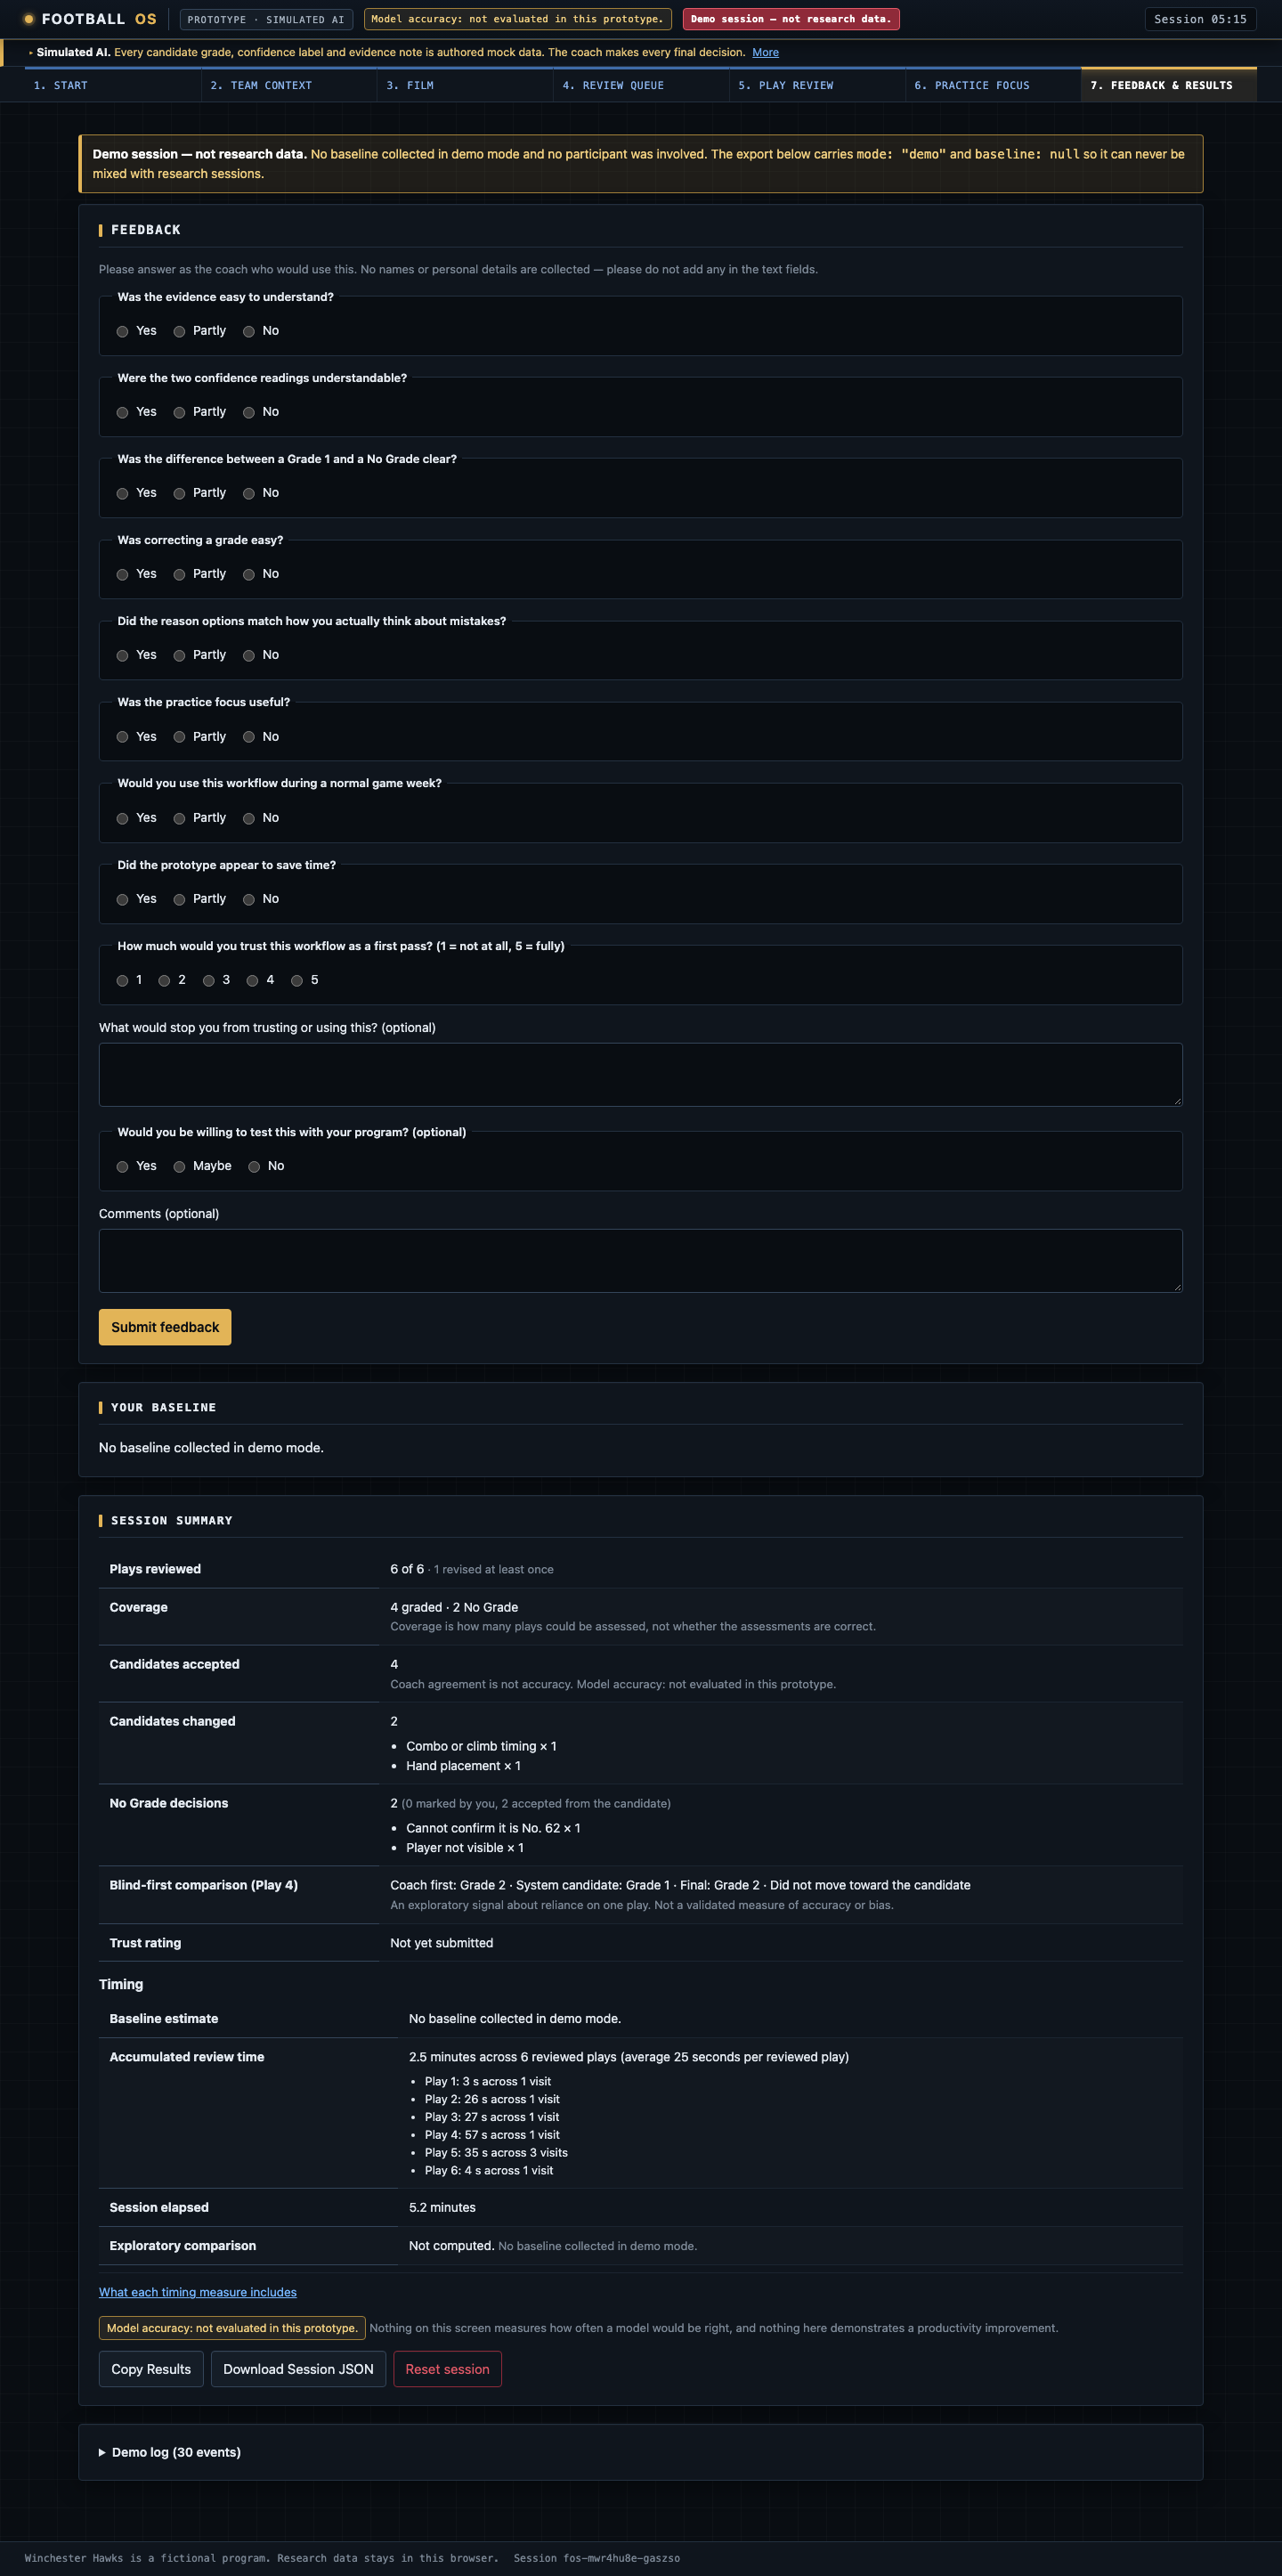 FOOTBALL OS
PROTOTYPE · SIMULATED AI
Model accuracy: not evaluated in this prototype.
Demo session — not research data.
Session 05:15
Simulated AI. Every candidate grade, confidence label and evidence note is authored mock data. The coach makes every final decision. More
1. START
2. TEAM CONTEXT
3. FILM
4. REVIEW QUEUE
5. PLAY REVIEW
6. PRACTICE FOCUS
7. FEEDBACK & RESULTS
Demo session — not research data. No baseline collected in demo mode and no participant was involved. The export below carries mode: "demo" and baseline: null so it can never be
mixed with research sessions.
FEEDBACK
Please answer as the coach who would use this. No names or personal details are collected — please do not add any in the text fields.
Was the evidence easy to understand?
Yes Partly No
Were the two confidence readings understandable?
Yes Partly No
Was the difference between a Grade 1 and a No Grade clear?
Yes Partly No
Was correcting a grade easy?
Yes Partly No
Did the reason options match how you actually think about mistakes?
Yes Partly No
Was the practice focus useful?
Yes Partly No
Would you use this workflow during a normal game week?
Yes Partly No
Did the prototype appear to save time?
Yes Partly No
How much would you trust this workflow as a first pass? (1 = not at all, 5 = fully)
1 2 3 4 5
What would stop you from trusting or using this? (optional)
Would you be willing to test this with your program? (optional)
Yes Maybe No
Comments (optional)
Submit feedback
YOUR BASELINE
No baseline collected in demo mode.
SESSION SUMMARY
Plays reviewed
6 of 6 · 1 revised at least once
Coverage
4 graded · 2 No Grade
Coverage is how many plays could be assessed, not whether the assessments are correct.
Candidates accepted
4
Coach agreement is not accuracy. Model accuracy: not evaluated in this prototype.
Candidates changed
2
• Combo or climb timing × 1
• Hand placement × 1
No Grade decisions
2 (0 marked by you, 2 accepted from the candidate)
• Cannot confirm it is No. 62 × 1
• Player not visible × 1
Blind-first comparison (Play 4)
Coach first: Grade 2 · System candidate: Grade 1 · Final: Grade 2 · Did not move toward the candidate
An exploratory signal about reliance on one play. Not a validated measure of accuracy or bias.
Trust rating
Not yet submitted
Timing
Baseline estimate
No baseline collected in demo mode.
Accumulated review time
2.5 minutes across 6 reviewed plays (average 25 seconds per reviewed play)
• Play 1: 3 s across 1 visit
• Play 2: 26 s across 1 visit
• Play 3: 27 s across 1 visit
• Play 4: 57 s across 1 visit
• Play 5: 35 s across 3 visits
• Play 6: 4 s across 1 visit
Session elapsed
5.2 minutes
Exploratory comparison
Not computed. No baseline collected in demo mode.
What each timing measure includes
Model accuracy: not evaluated in this prototype. Nothing on this screen measures how often a model would be right, and nothing here demonstrates a productivity improvement.
Copy Results
Download Session JSON
Reset session
Demo log (30 events)
Winchester Hawks is a fictional program. Research data stays in this browser. Session fos-mwr4hu8e-gaszso